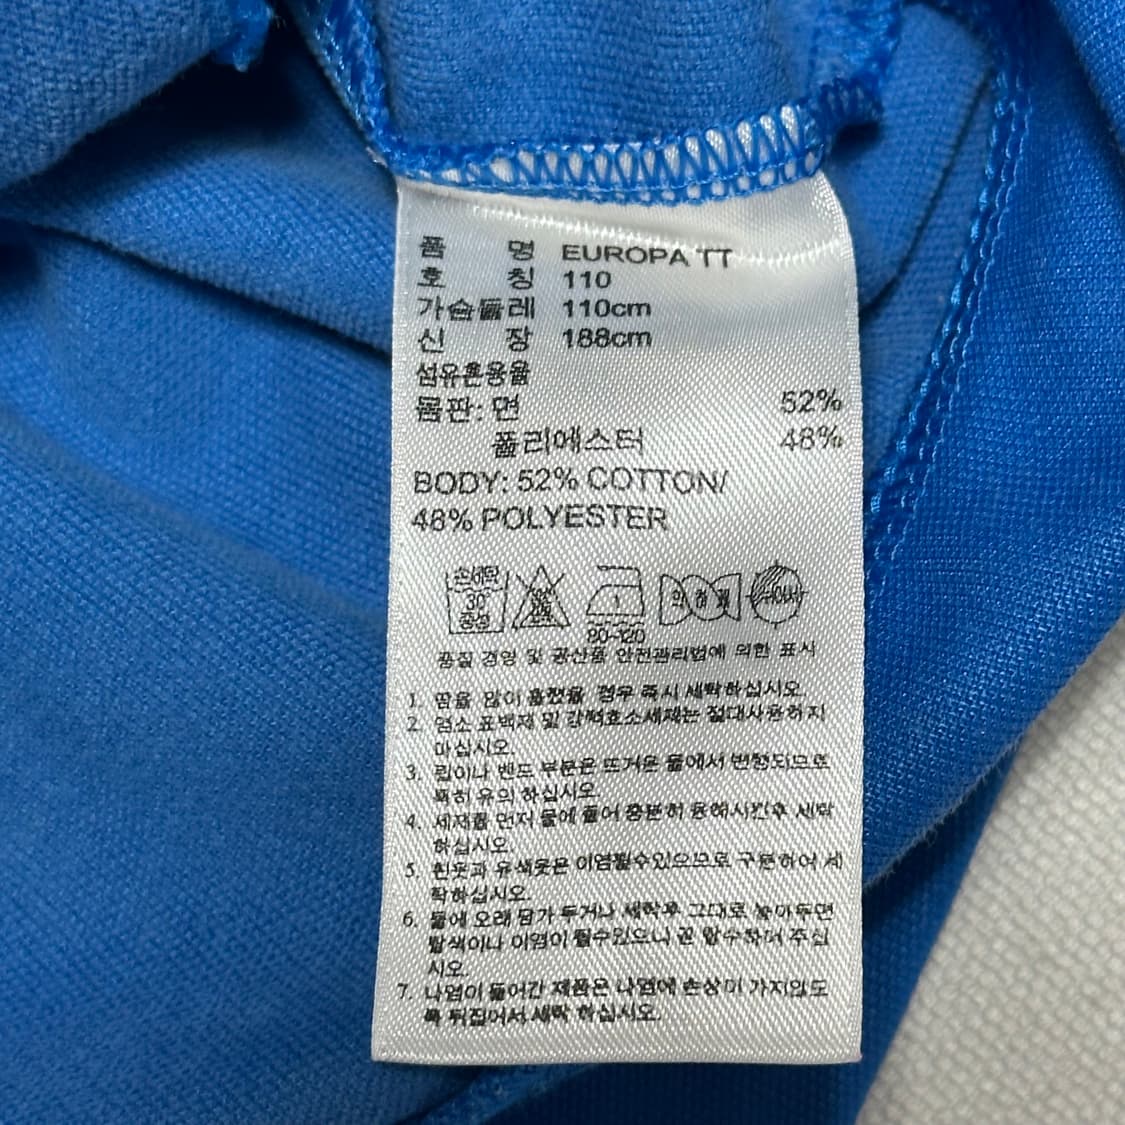 품 명 EUROPA TT
호 칭 110
가슴둘레 110cm
신 장 188cm
섬유혼용율
몸판: 면 52%
폴리에스터 48%
BODY: 52% COTTON/
48% POLYESTER
손세탁
30°
중성
1
80-120
약 하 게
품질 경영 및 공산품 안전관리법에 의한 표시
1. 땀을 많이 흘렸을 경우 즉시 세탁하십시오.
2. 염소 표백제 및 강력효소세제는 절대사용하지
마십시오.
3. 립이나 밴드 부분은 뜨거운 물에서 변형되므로
특히 유의 하십시오
4. 세제를 먼저 물에 풀어 충분히 용해시킨후 세탁
하십시오.
5. 흰옷과 유색옷은 이염될수있으므로 구분하여 세
탁하십시오.
6. 물에 오래 담가 두거나 세탁후 그대로 놓아두면
탈색이나 이염이 될수있으니 꼭 탈수하여 주십
시오.
7. 나염이 들어간 제품은 나염에 손상이 가지않도
록 뒤집어서 세탁 하십시오.